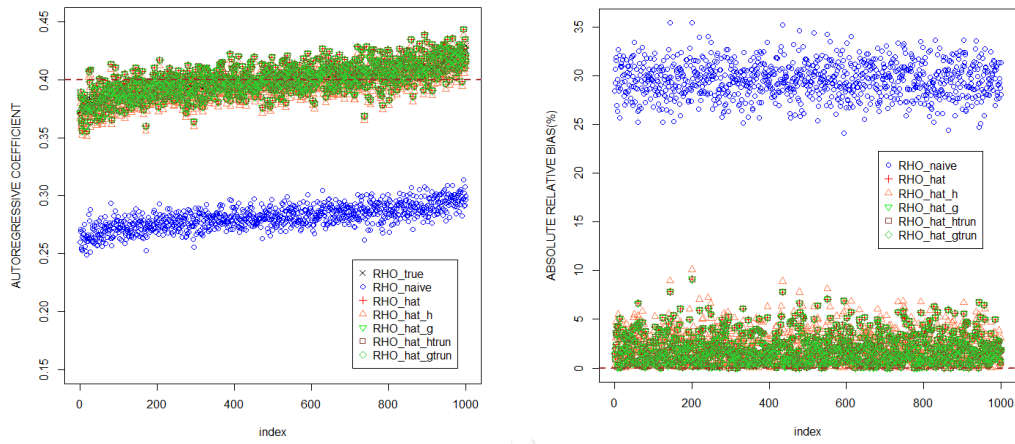 AUTOREGRESSIVE COEFFICIENT
0.45
0.40
0.35
0.30
0.25
0.20
0.15
RHO_true
RHO_naive
RHO_hat
RHO_hat_h
RHO_hat_g
RHO_hat_htrun
RHO_hat_gtrun
0 200 400 600 800 1000
index
ABSOLUTE RELATIVE BIAS(%)
35
30
25
20
15
10
5
0
RHO_naive
RHO_hat
RHO_hat_h
RHO_hat_g
RHO_hat_htrun
RHO_hat_gtrun
0 200 400 600 800 1000
index